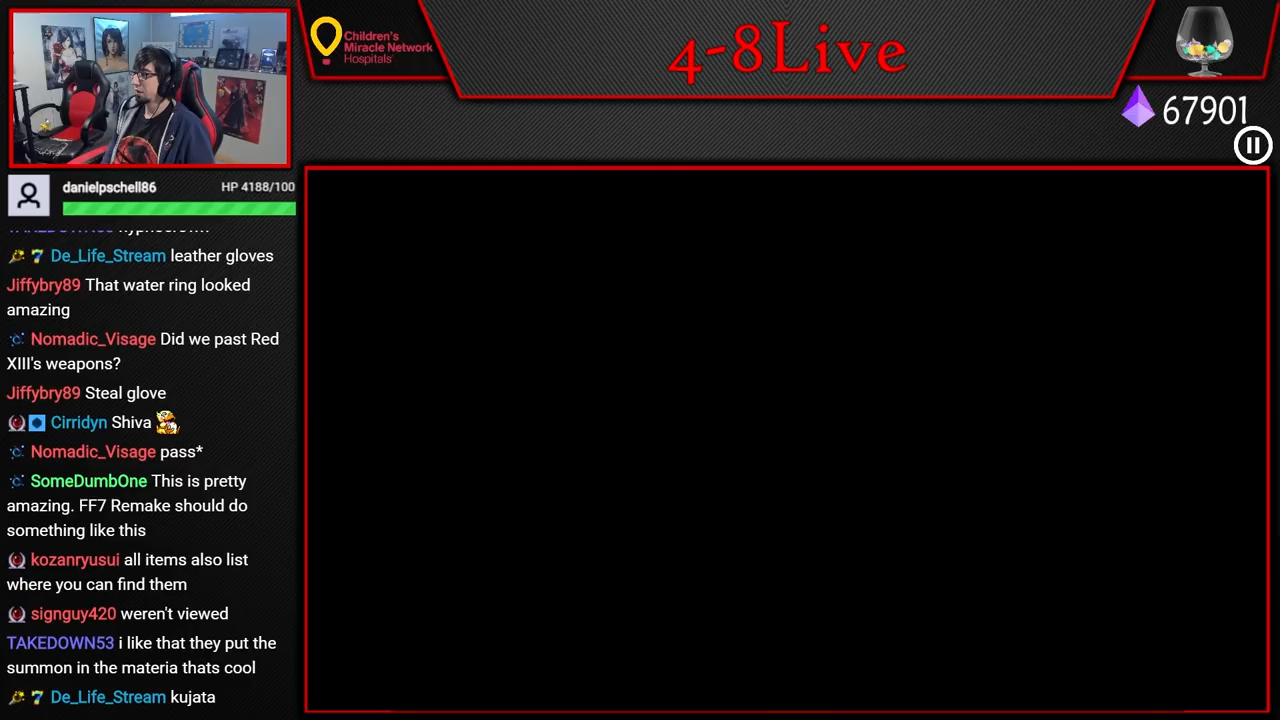 Children's
Miracle Network
Hospitals
4-8Live
67901
danielpschell86 HP 4188/100
De_Life_Stream leather gloves
Jiffybry89 That water ring looked
amazing
Nomadic_Visage Did we past Red
XIII's weapons?
Jiffybry89 Steal glove
Cirridyn Shiva
Nomadic_Visage pass*
SomeDumbOne This is pretty
amazing. FF7 Remake should do
something like this
kozanryusui all items also list
where you can find them
signguy420 weren't viewed
TAKEDOWN53 i like that they put the
summon in the materia thats cool
De_Life_Stream kujata